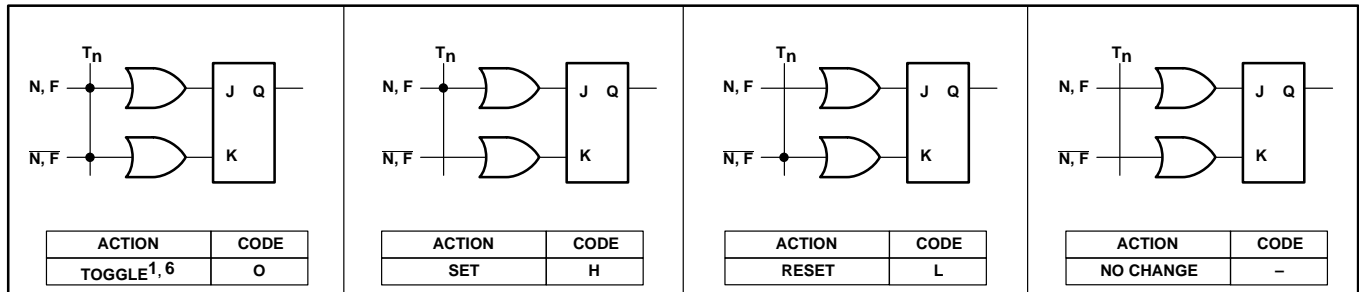 Tn
N, F
J Q
N, F
K
ACTION CODE
TOGGLE1, 6 O
Tn
N, F
J Q
N, F
K
ACTION CODE
SET H
Tn
N, F
J Q
N, F
K
ACTION CODE
RESET L
Tn
N, F
J Q
N, F
K
ACTION CODE
NO CHANGE –